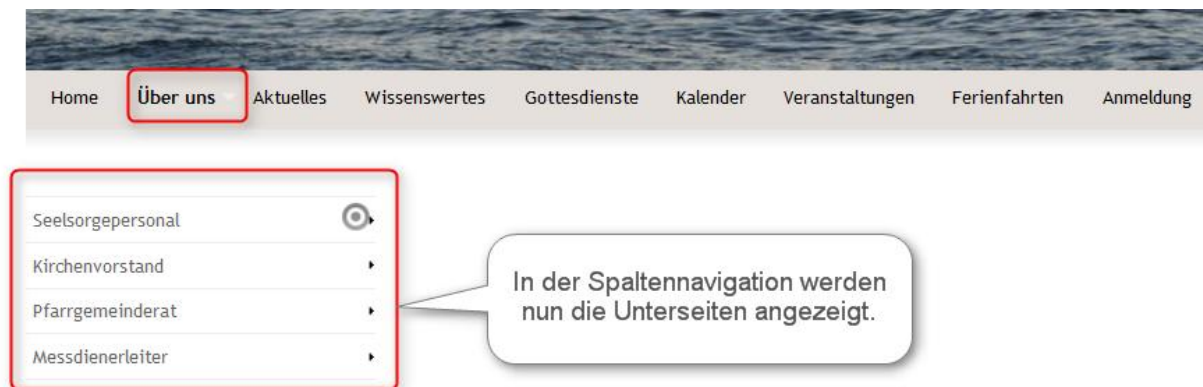 Home Über uns Aktuelles Wissenswertes Gottesdienste Kalender Veranstaltungen Ferienfahrten Anmeldung
Seelsorgepersonal
Kirchenvorstand
Pfarrgemeinderat
Messdienerleiter
In der Spaltennavigation werden
nun die Unterseiten angezeigt.